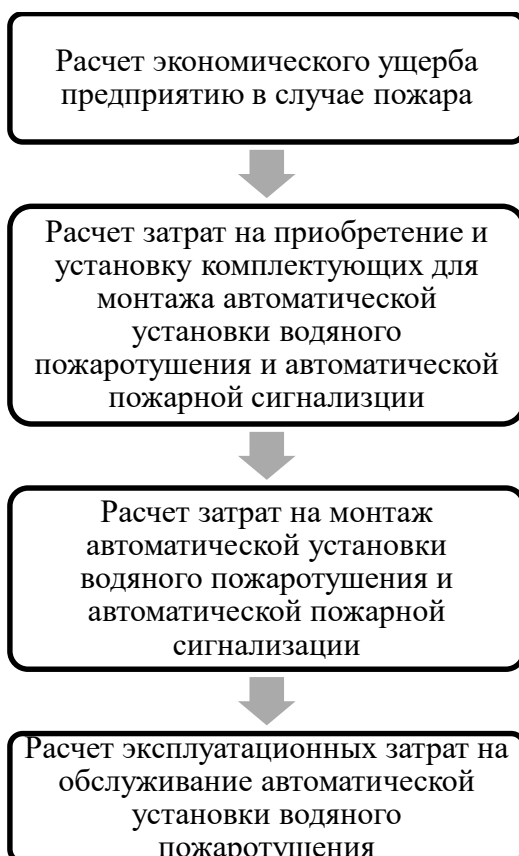 Расчет экономического ущерба
предприятию в случае пожара
Расчет затрат на приобретение и
установку комплектующих для
монтажа автоматической
установки водяного
пожаротушения и автоматической
пожарной сигнализции
Расчет затрат на монтаж
автоматической установки
водяного пожаротушения и
автоматической пожарной
сигнализации
Расчет эксплуатационных затрат на
обслуживание автоматической
установки водяного
пожаротушения